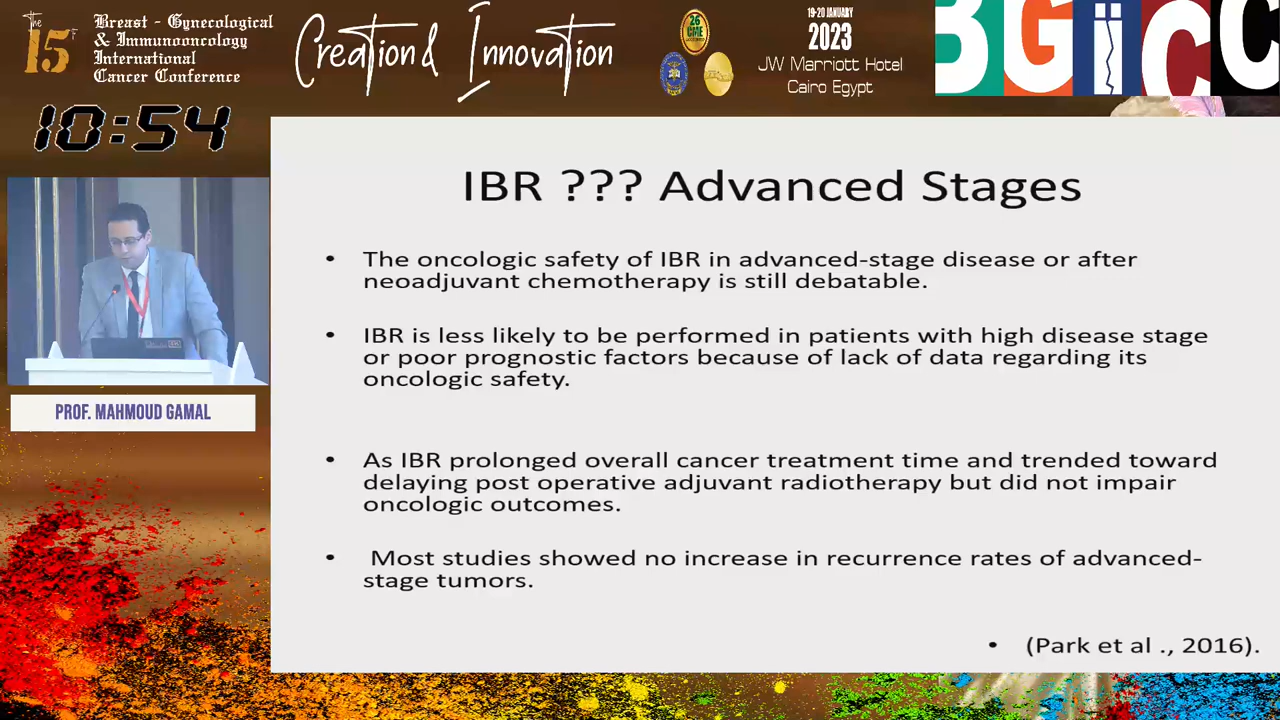 The
15th
Breast - Gynecological
& Immunooncology
International
Cancer Conference
Creation & Innovation
26
CME
19-20 JANUARY
2023
JW Marriott Hotel
Cairo Egypt
BGICC
10:54
PROF. MAHMOUD GAMAL
IBR ??? Advanced Stages
• The oncologic safety of IBR in advanced-stage disease or after
neoadjuvant chemotherapy is still debatable.
• IBR is less likely to be performed in patients with high disease stage
or poor prognostic factors because of lack of data regarding its
oncologic safety.
• As IBR prolonged overall cancer treatment time and trended toward
delaying post operative adjuvant radiotherapy but did not impair
oncologic outcomes.
• Most studies showed no increase in recurrence rates of advanced-
stage tumors.
• (Park et al ., 2016).